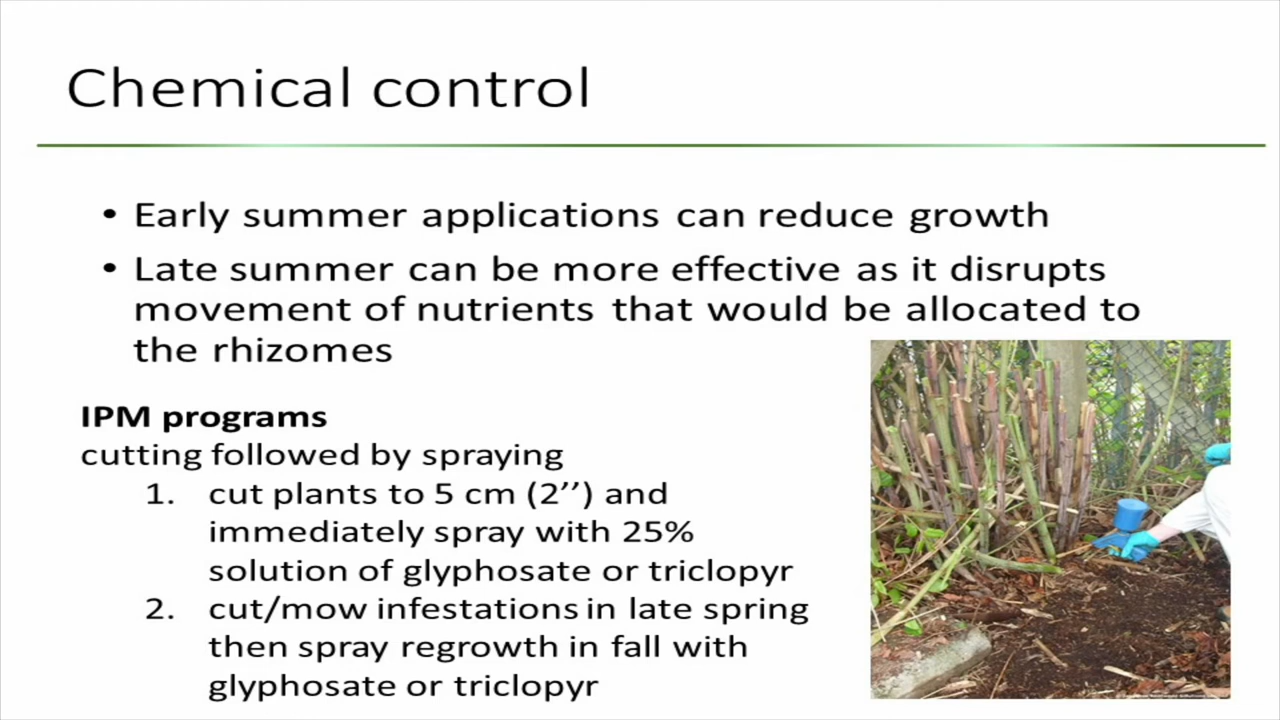 Chemical control
• Early summer applications can reduce growth
• Late summer can be more effective as it disrupts
movement of nutrients that would be allocated to
the rhizomes
IPM programs
cutting followed by spraying
1. cut plants to 5 cm (2’’) and
immediately spray with 25%
solution of glyphosate or triclopyr
2. cut/mow infestations in late spring
then spray regrowth in fall with
glyphosate or triclopyr